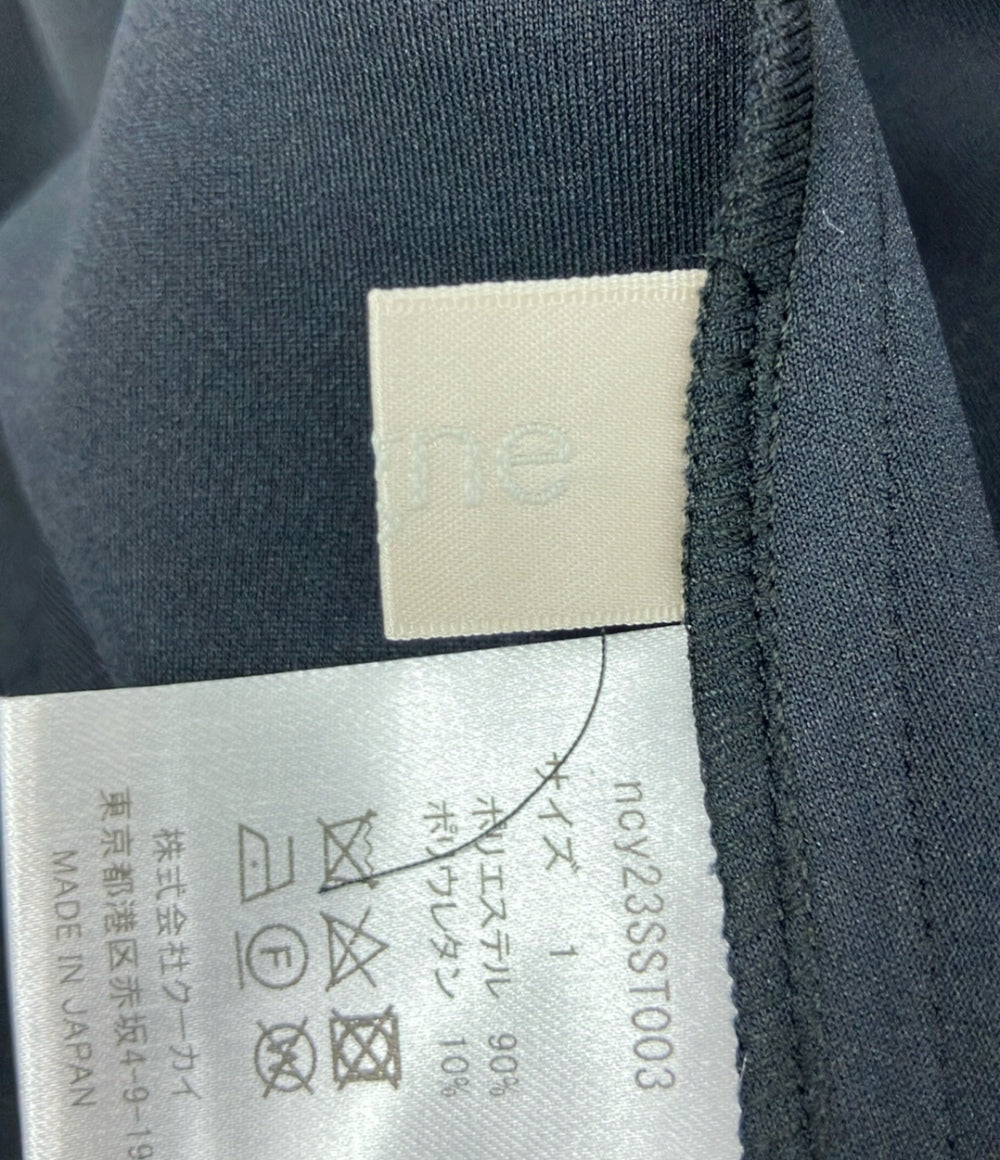 ne
ncy23SST003
サイズ 1
ポリエステル 90%
ポリウレタン 10%
F
W
株式会社クーカイ
東京都港区赤坂4-9-19
MADE IN JAPAN